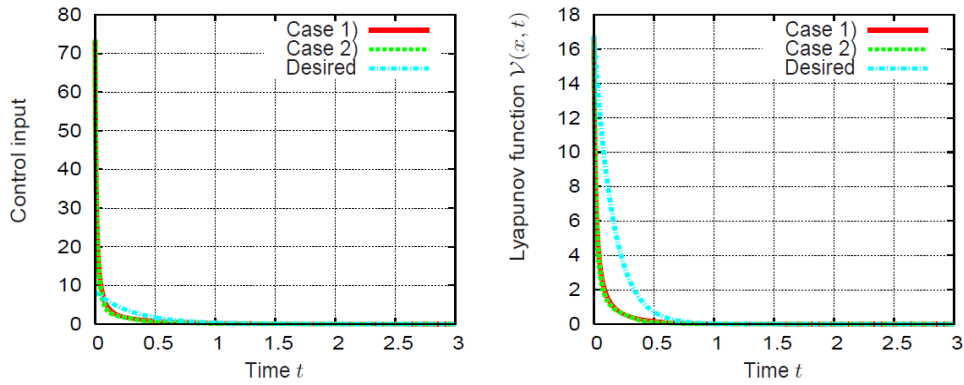 80
70
60
50
40
30
20
10
0
Control input
Case 1)
Case 2)
Desired
0 0.5 1 1.5 2 2.5 3
Time t
18
16
14
12
10
8
6
4
2
0
Lyapunov function 𝒱(x, t)
Case 1)
Case 2)
Desired
0 0.5 1 1.5 2 2.5 3
Time t